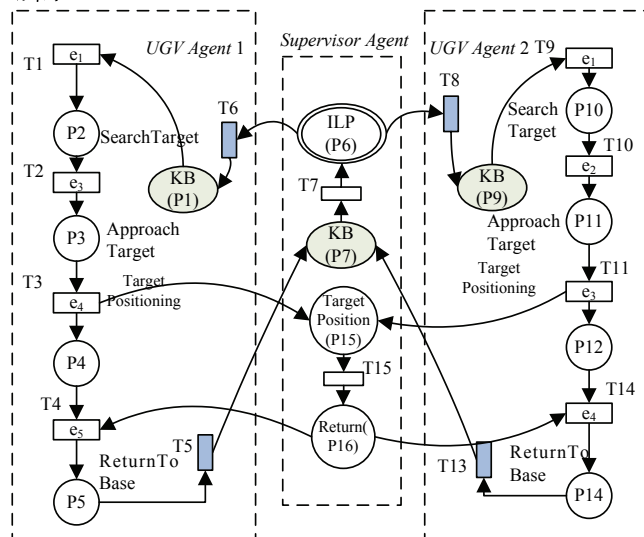 UGV Agent 1
Supervisor Agent
UGV Agent 2
T1
e1
P2
SearchTarget
T2
e3
P3
Approach
Target
T3
e4
Target
Positioning
P4
T4
e5
P5
ReturnTo
Base
T5
T6
KB
(P1)
ILP
(P6)
T7
KB
(P7)
Target
Position
(P15)
T15
Return(
P16)
T8
KB
(P9)
T9
e1
Search
Target
P10
T10
e2
Approach
Target
P11
Target
Positioning
T11
e3
P12
T14
e4
T13
ReturnTo
Base
P14